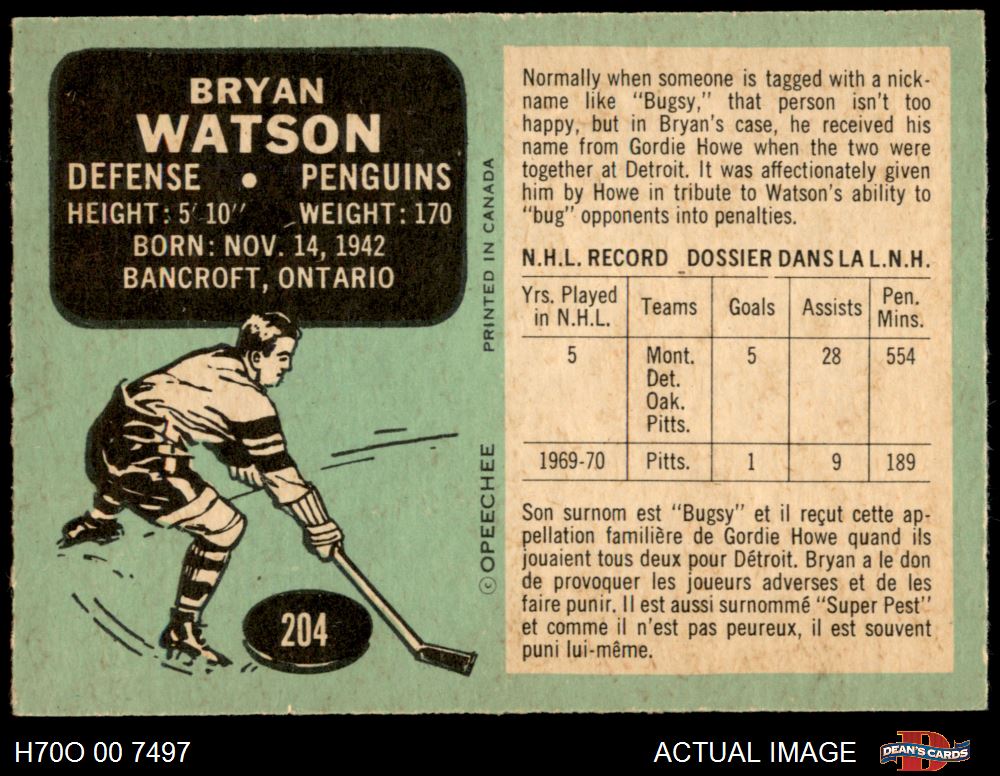 BRYAN
WATSON
DEFENSE • PENGUINS
HEIGHT: 5' 10" WEIGHT: 170
BORN: NOV. 14, 1942
BANCROFT, ONTARIO
PRINTED IN CANADA
© OPEECHEE
204
Normally when someone is tagged with a nick-
name like "Bugsy," that person isn't too
happy, but in Bryan's case, he received his
name from Gordie Howe when the two were
together at Detroit. It was affectionately given
him by Howe in tribute to Watson's ability to
"bug" opponents into penalties.
N.H.L. RECORD DOSSIER DANS LA L.N.H.
Yrs. Played in N.H.L. Teams Goals Assists Pen. Mins.
5 Mont. 5 28 554
Det.
Oak.
Pitts.
1969-70 Pitts. 1 9 189
Son surnom est "Bugsy" et il reçut cette ap-
pellation familière de Gordie Howe quand ils
jouaient tous deux pour Détroit. Bryan a le don
de provoquer les joueurs adverses et de les
faire punir. Il est aussi surnommé "Super Pest"
et comme il n'est pas peureux, il est souvent
puni lui-même.
H70O 00 7497 ACTUAL IMAGE DEAN'S CARDS